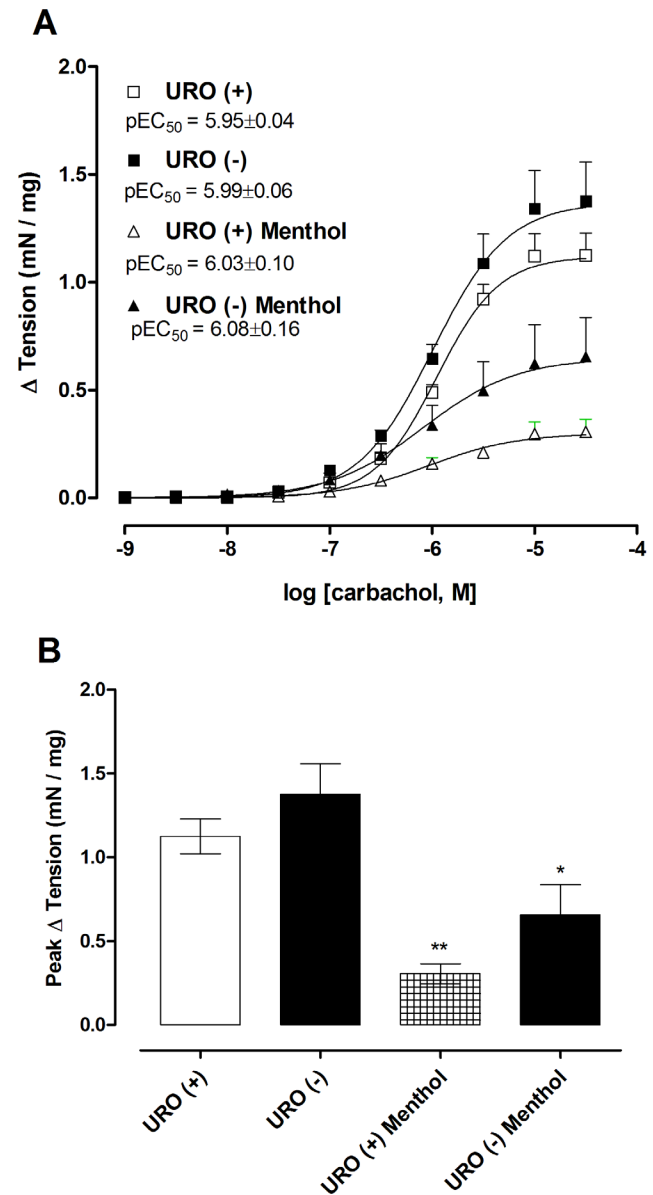 A
2.0
1.5
1.0
0.5
0.0
Δ Tension (mN / mg)
URO (+)
pEC50 = 5.95±0.04
URO (-)
pEC50 = 5.99±0.06
URO (+) Menthol
pEC50 = 6.03±0.10
URO (-) Menthol
pEC50 = 6.08±0.16
-9 -8 -7 -6 -5 -4
log [carbachol, M]
B
2.0
1.5
1.0
0.5
0.0
Peak Δ Tension (mN / mg)
** *
URO (+) URO (-) URO (+) Menthol URO (-) Menthol